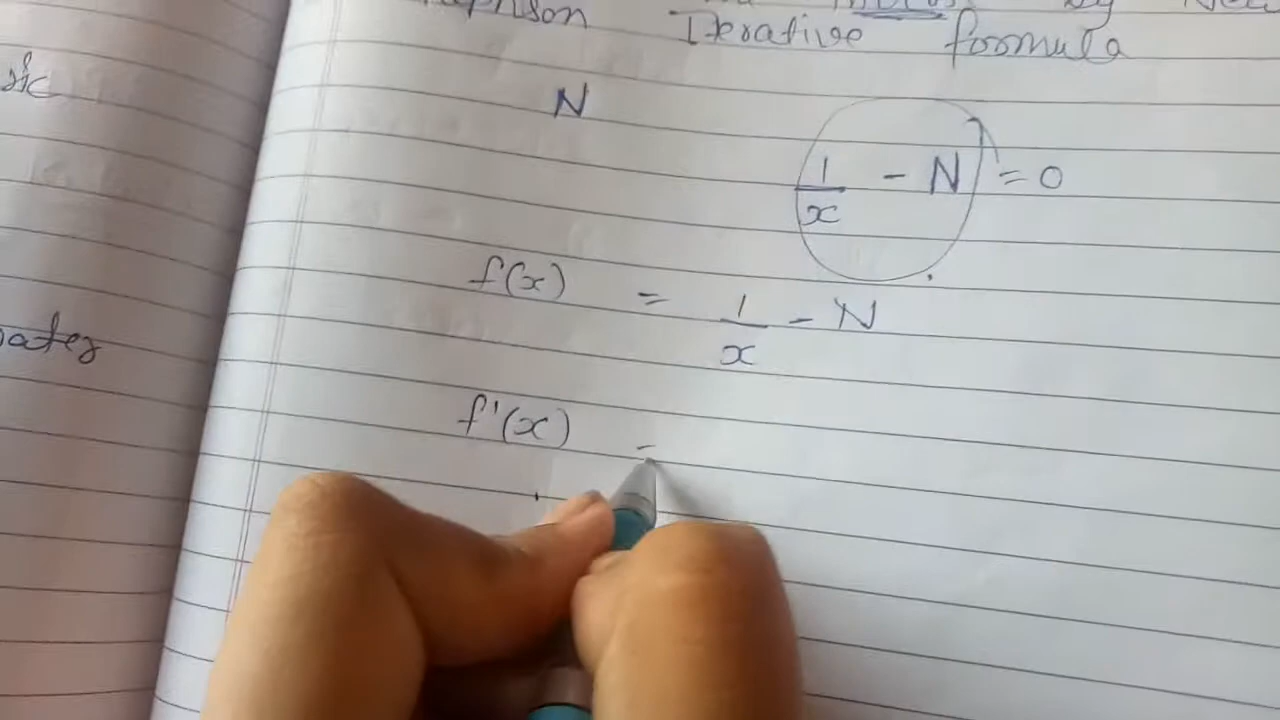 Iterative formula
N
1/x - N = 0
f(x) = 1/x - N
f'(x) =